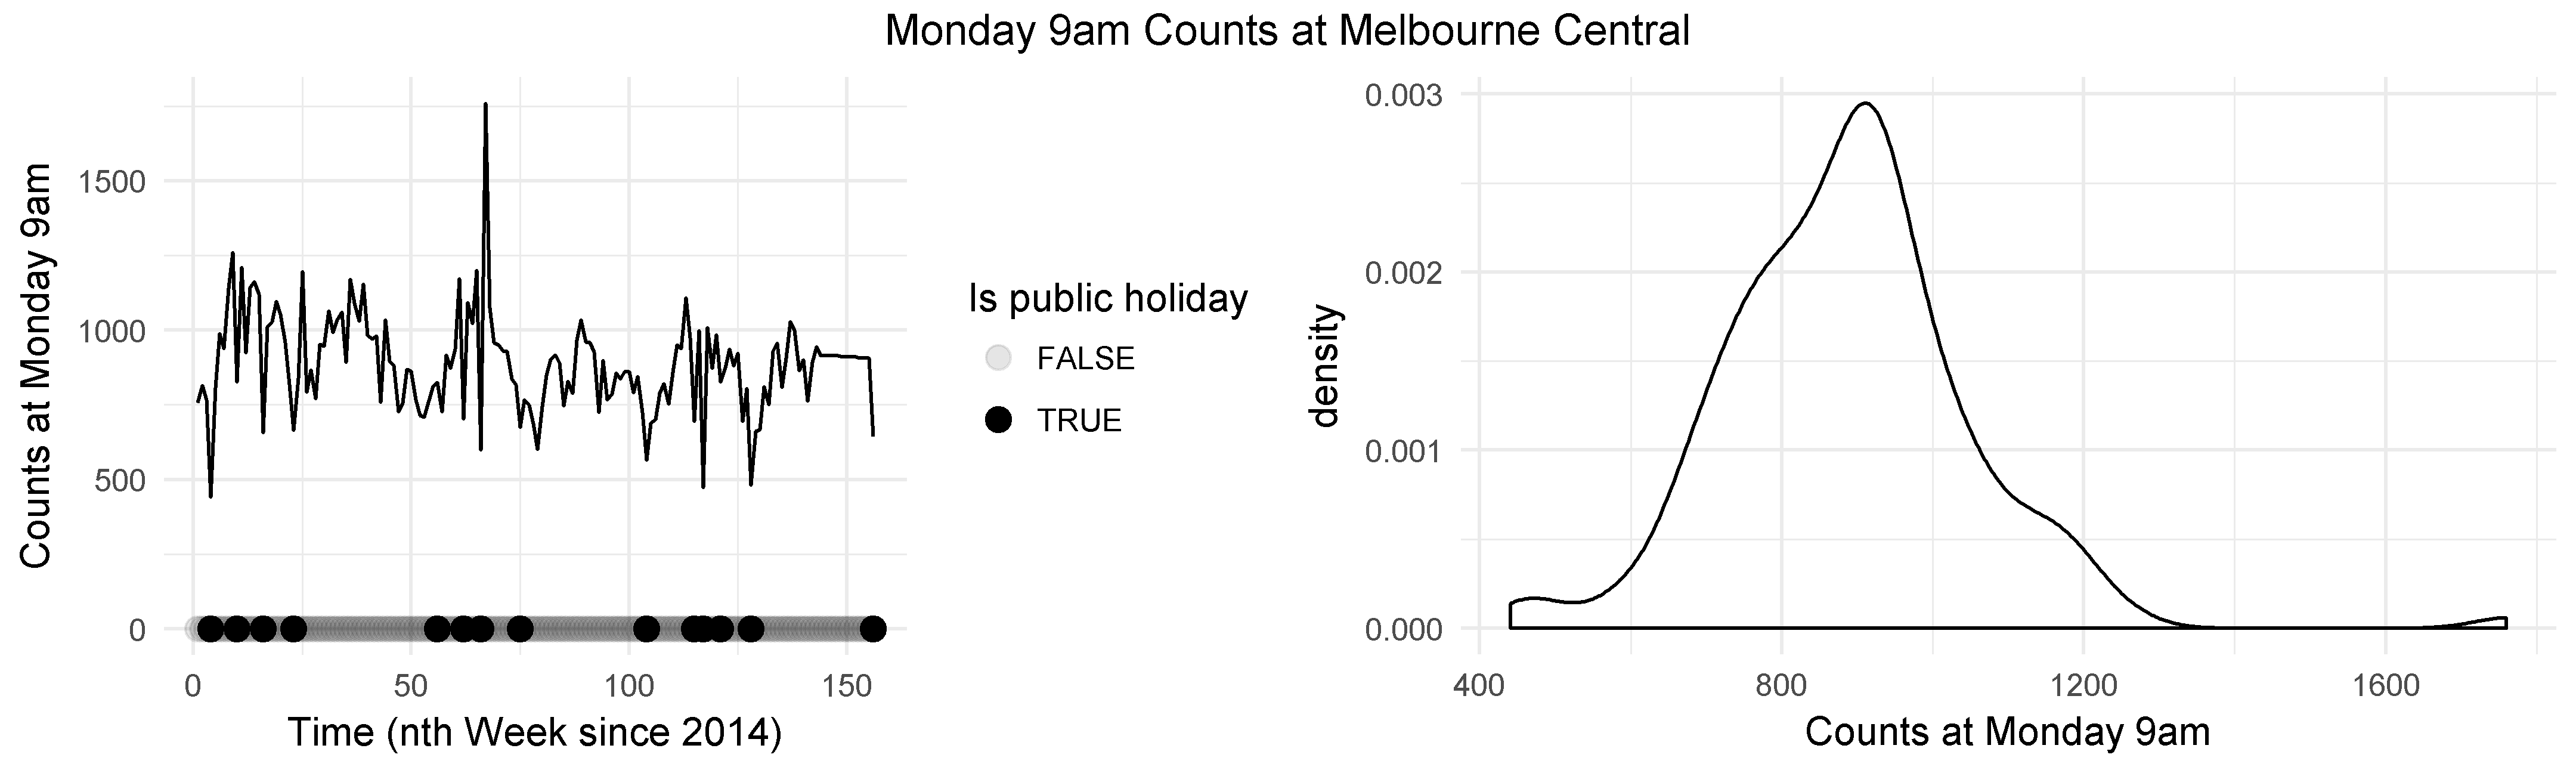 Monday 9am Counts at Melbourne Central
Counts at Monday 9am
1500
1000
500
0
0 50 100 150
Time (nth Week since 2014)
Is public holiday
FALSE
TRUE
density
0.003
0.002
0.001
0.000
400 800 1200 1600
Counts at Monday 9am